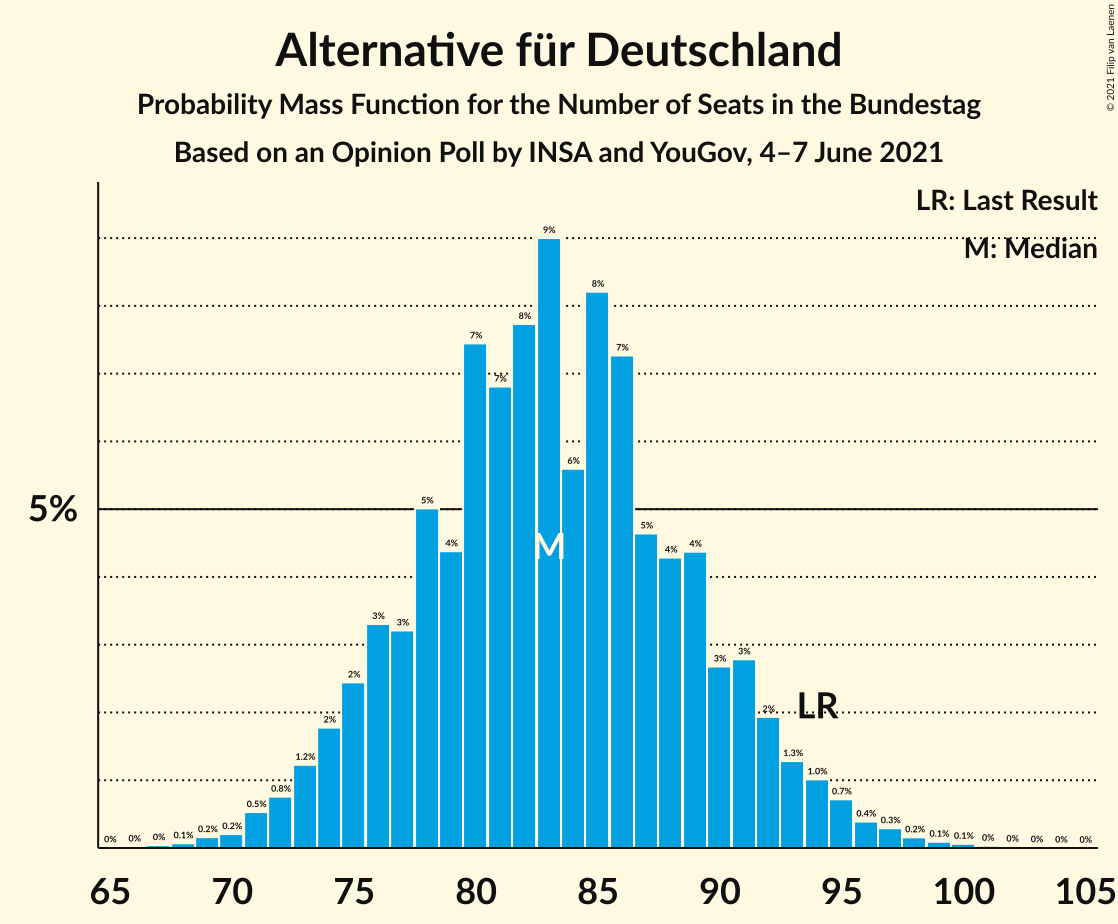 Alternative für Deutschland
Probability Mass Function for the Number of Seats in the Bundestag
Based on an Opinion Poll by INSA and YouGov, 4–7 June 2021
© 2021 Filip van Laenen
LR: Last Result
M: Median
5%
0% 0% 0% 0.1% 0.2% 0.2% 0.5% 0.8% 1.2% 2% 2% 3% 3% 5% 4% 7% 7% 8% 9% 6% 8% 7% 5% 4% 4% 3% 3% 2% 1.3% 1.0% 0.7% 0.4% 0.3% 0.2% 0.1% 0.1% 0% 0% 0% 0% 0%
M
LR
65 70 75 80 85 90 95 100 105